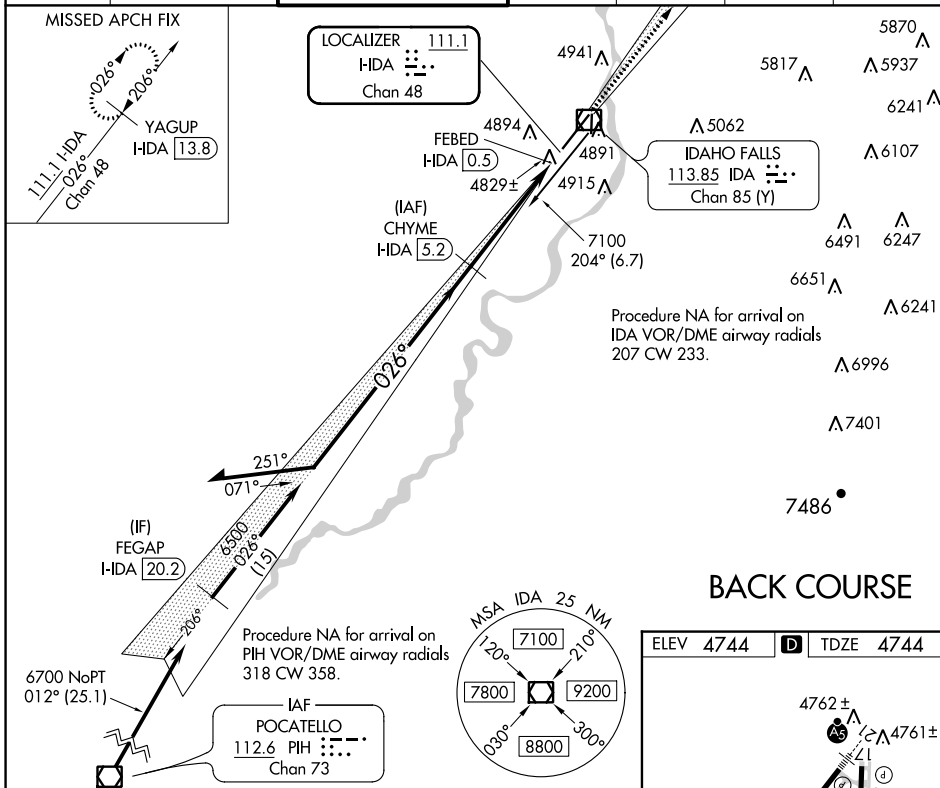 MISSED APCH FIX
026°
206°
YAGUP
I-IDA 13.8
111.1 I-IDA
026°
Chan 48
LOCALIZER 111.1
I-IDA
Chan 48
4941
5870
5817
5937
6241
4894
5062
FEBED
I-IDA 0.5
4829±
4891
4915
IDAHO FALLS
113.85 IDA
Chan 85 (Y)
6107
(IAF)
CHYME
I-IDA 5.2
7100
204° (6.7)
6491
6247
6651
6241
Procedure NA for arrival on
IDA VOR/DME airway radials
207 CW 233.
6996
026°
7401
251°
071°
7486
(IF)
FEGAP
I-IDA 20.2
6500
026°
(15)
206°
BACK COURSE
Procedure NA for arrival on
PIH VOR/DME airway radials
318 CW 358.
6700 NoPT
012° (25.1)
IAF
POCATELLO
112.6 PIH
Chan 73
MSA IDA 25 NM
120°
7100
210°
7800
9200
030°
8800
300°
ELEV 4744 D TDZE 4744
4762±
A5
4761±
21
17
P
P